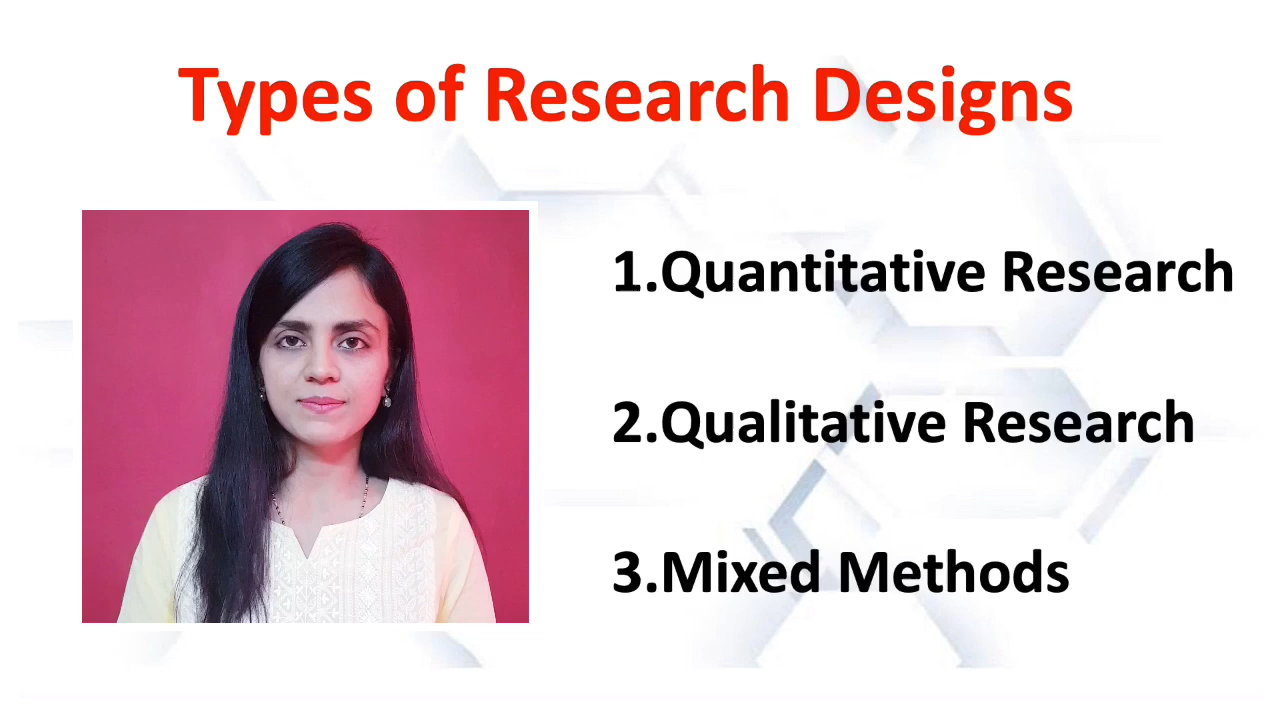 Types of Research Designs
1.Quantitative Research
2.Qualitative Research
3.Mixed Methods